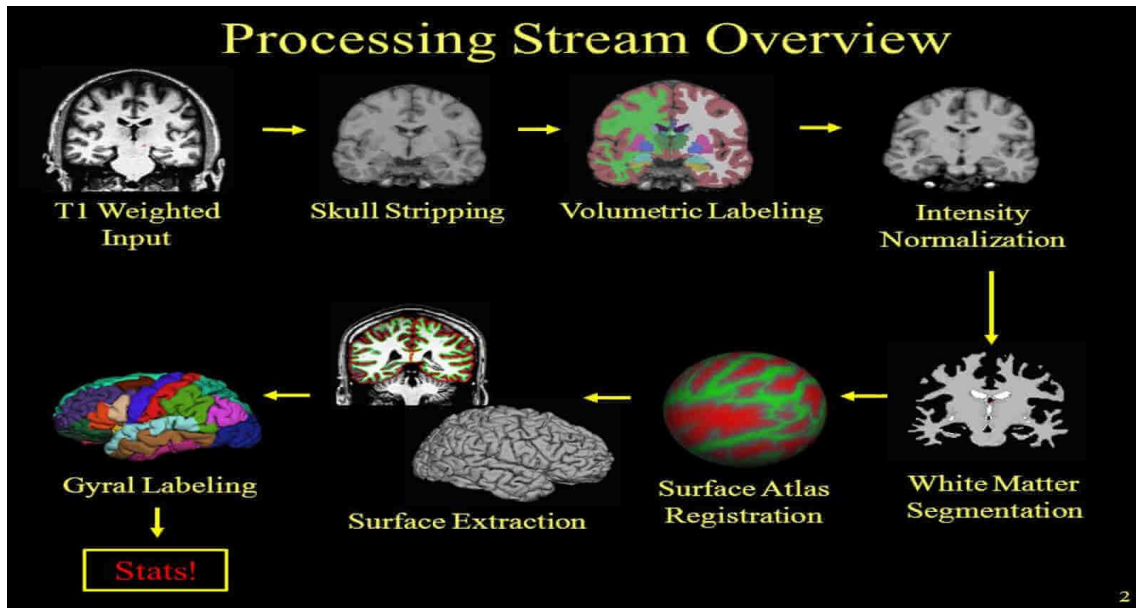 Processing Stream Overview
T1 Weighted
Input
Skull Stripping
Volumetric Labeling
Intensity
Normalization
White Matter
Segmentation
Surface Atlas
Registration
Surface Extraction
Gyral Labeling
Stats!
2